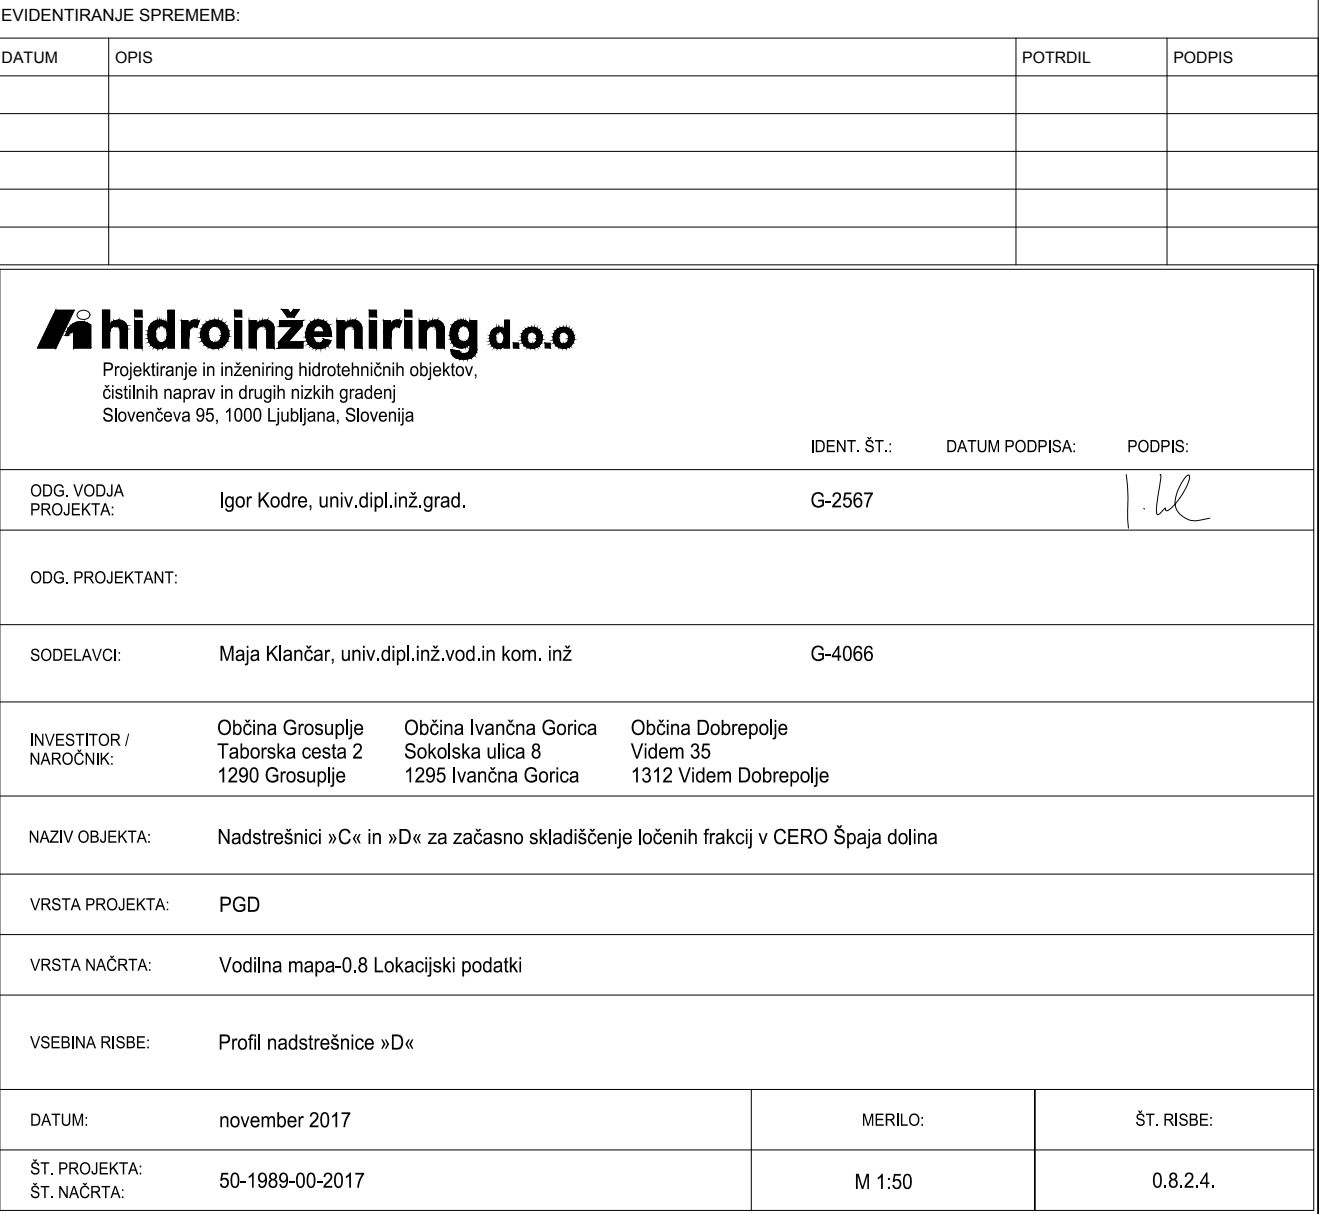 EVIDENTIRANJE SPREMEMB:
DATUM OPIS POTRDIL PODPIS
hidroinženiring d.o.o
Projektiranje in inženiring hidrotehničnih objektov,
čistilnih naprav in drugih nizkih gradenj
Slovenčeva 95, 1000 Ljubljana, Slovenija
IDENT. ŠT.: DATUM PODPISA: PODPIS:
ODG. VODJA
PROJEKTA: Igor Kodre, univ.dipl.inž.grad. G-2567
ODG. PROJEKTANT:
SODELAVCI: Maja Klančar, univ.dipl.inž.vod.in kom. inž G-4066
INVESTITOR /
NAROČNIK:
Občina Grosuplje Občina Ivančna Gorica Občina Dobrepolje
Taborska cesta 2 Sokolska ulica 8 Videm 35
1290 Grosuplje 1295 Ivančna Gorica 1312 Videm Dobrepolje
NAZIV OBJEKTA: Nadstrešnici »C« in »D« za začasno skladiščenje ločenih frakcij v CERO Špaja dolina
VRSTA PROJEKTA: PGD
VRSTA NAČRTA: Vodilna mapa-0.8 Lokacijski podatki
VSEBINA RISBE: Profil nadstrešnice »D«
DATUM: november 2017 MERILO: ŠT. RISBE:
ŠT. PROJEKTA:
ŠT. NAČRTA: 50-1989-00-2017 M 1:50 0.8.2.4.